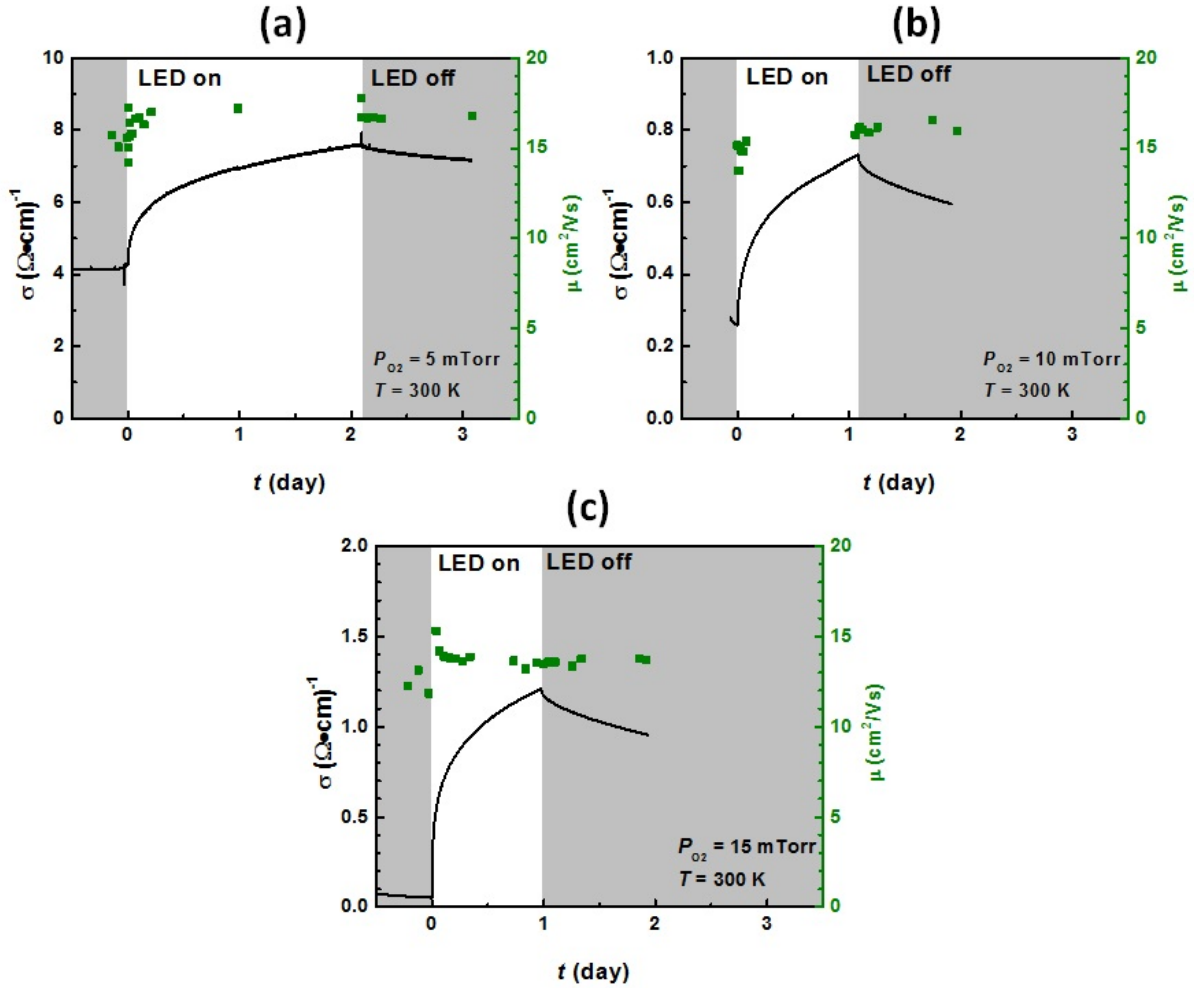 (a)
LED on
LED off
10
8
6
4
2
0
σ (Ω•cm)⁻¹
20
15
10
5
0
μ (cm²/Vs)
P_O2 = 5 mTorr
T = 300 K
0
1
2
3
t (day)
(b)
LED on
LED off
1.0
0.8
0.6
0.4
0.2
0.0
σ (Ω•cm)⁻¹
20
15
10
5
0
μ (cm²/Vs)
P_O2 = 10 mTorr
T = 300 K
0
1
2
3
t (day)
(c)
LED on
LED off
2.0
1.5
1.0
0.5
0.0
σ (Ω•cm)⁻¹
20
15
10
5
0
μ (cm²/Vs)
P_O2 = 15 mTorr
T = 300 K
0
1
2
3
t (day)